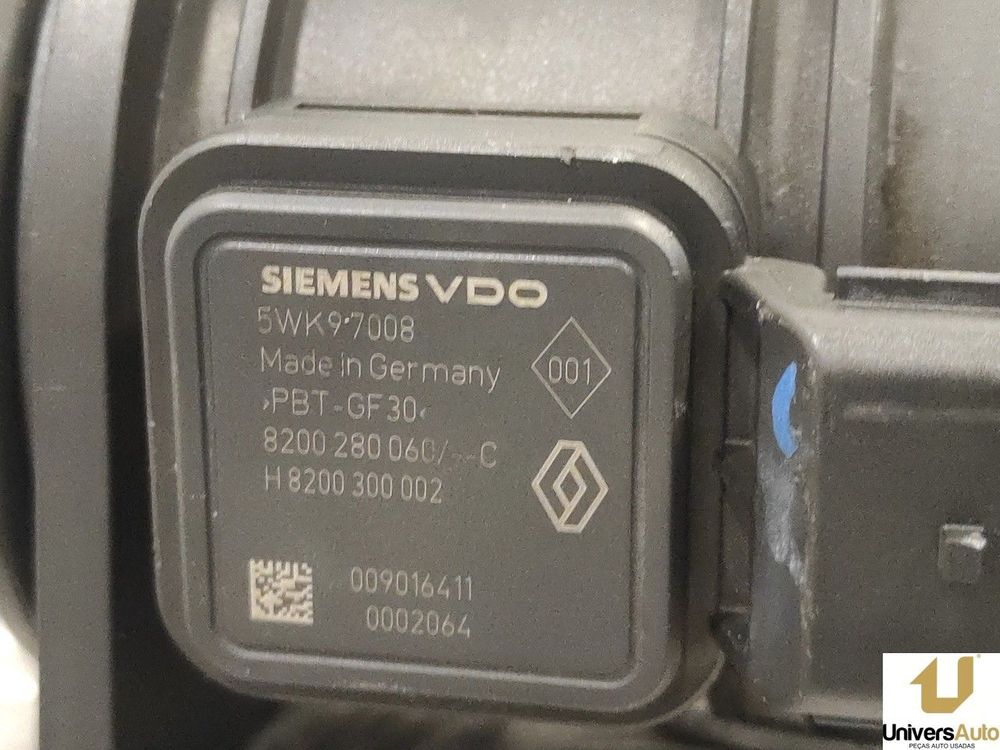 SIEMENS VDO
5WK9 7008
Made in Germany
001
>PBT-GF30<
8200 280 060/--C
H 8200 300 002
009016411
0002064
UniversAuto
PEÇAS AUTO USADAS